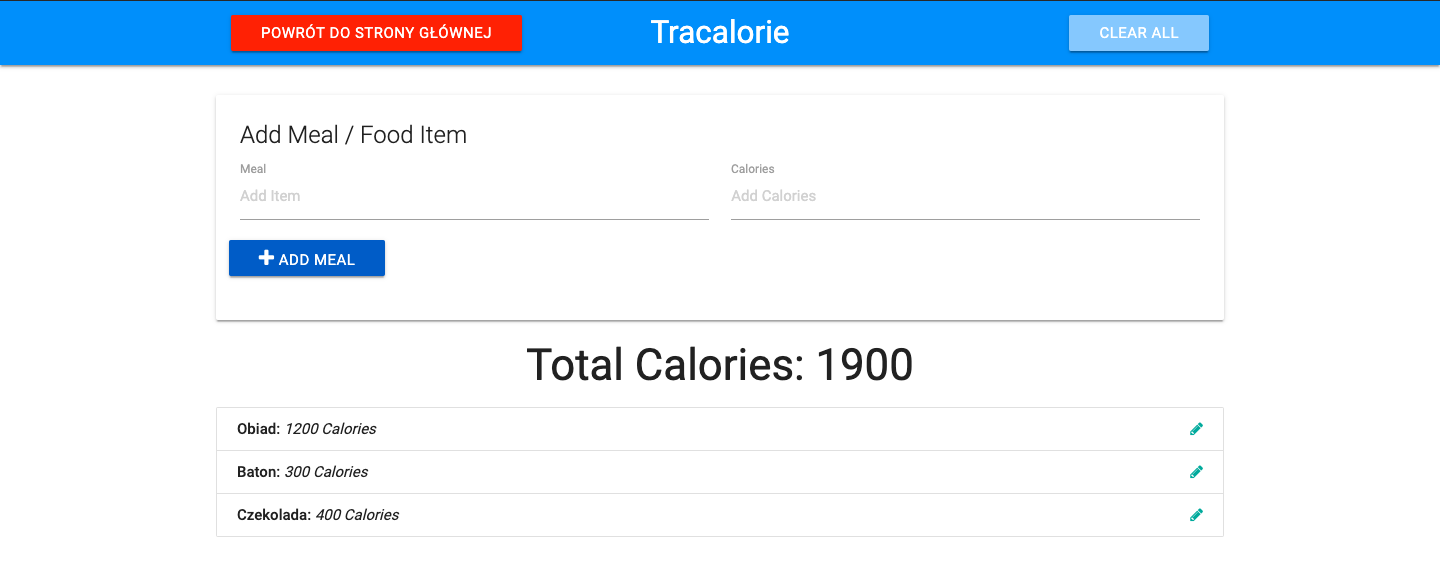 POWRÓT DO STRONY GŁÓWNEJ
Tracalorie
CLEAR ALL
Add Meal / Food Item
Meal
Calories
Add Item
Add Calories
ADD MEAL
Total Calories: 1900
Obiad: 1200 Calories
Baton: 300 Calories
Czekolada: 400 Calories